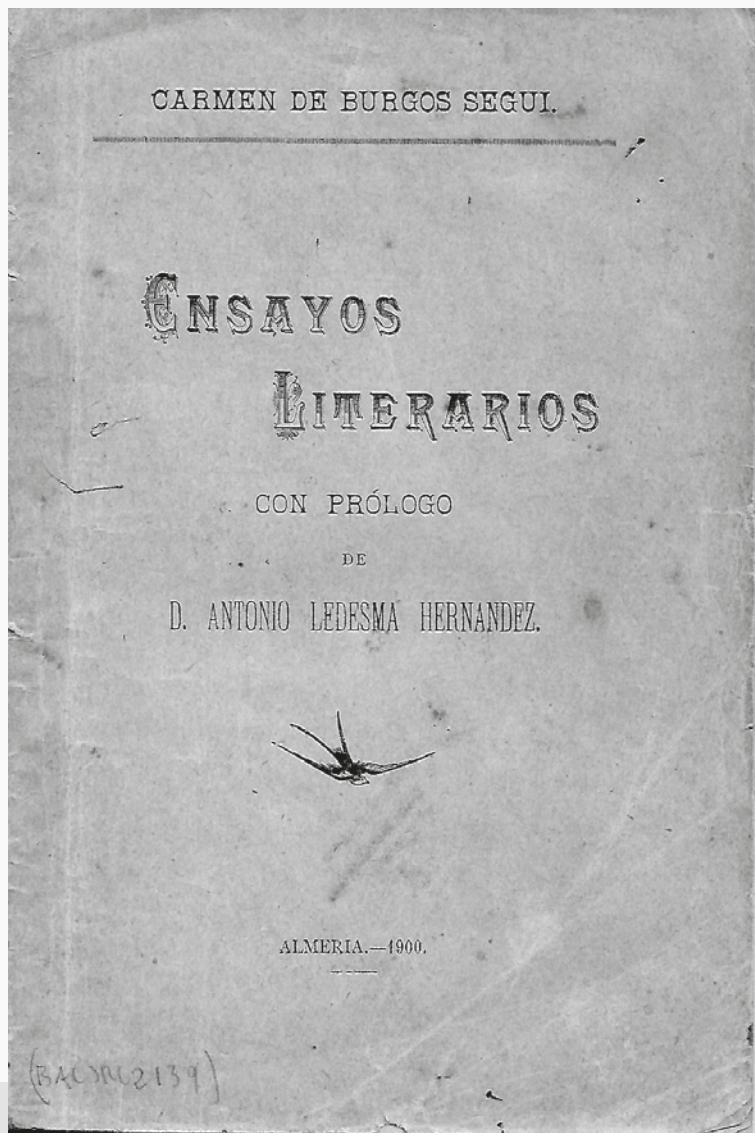 CARMEN DE BURGOS SEGUI.
ENSAYOS
LITERARIOS
CON PRÓLOGO
DE
D. ANTONIO LEDESMA HERNANDEZ.
ALMERIA.—1900.